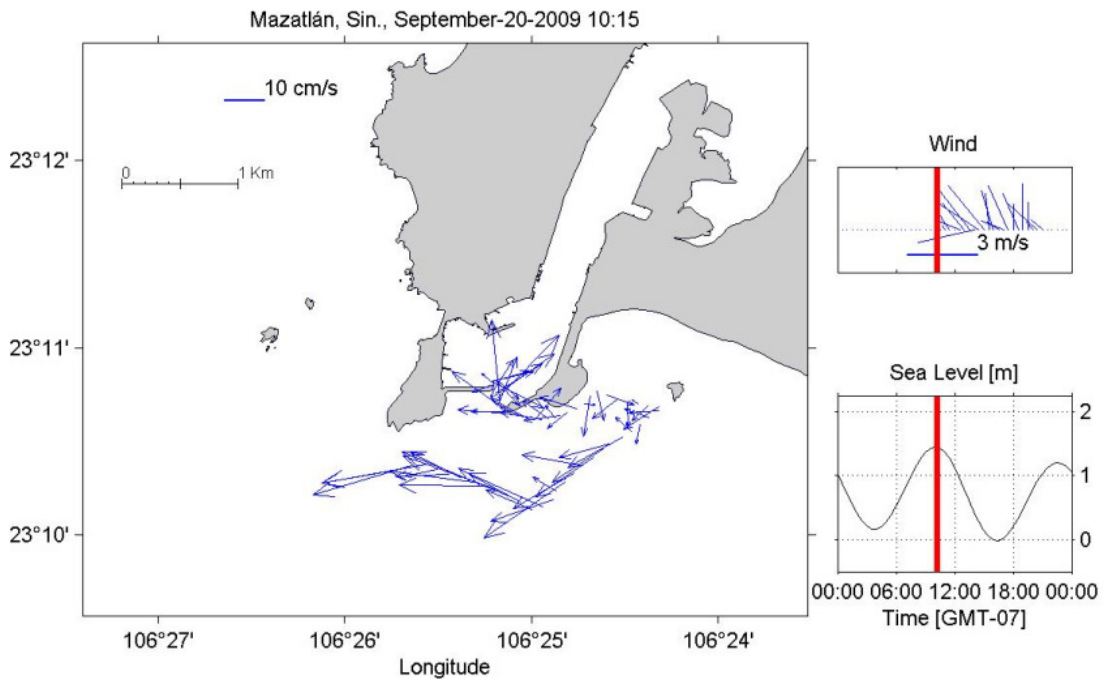 Mazatlán, Sin., September-20-2009 10:15
10 cm/s
0 1 Km
23°12'
23°11'
23°10'
106°27' 106°26' 106°25' 106°24'
Longitude
Wind
3 m/s
Sea Level [m]
2
1
0
00:00 06:00 12:00 18:00 00:00
Time [GMT-07]